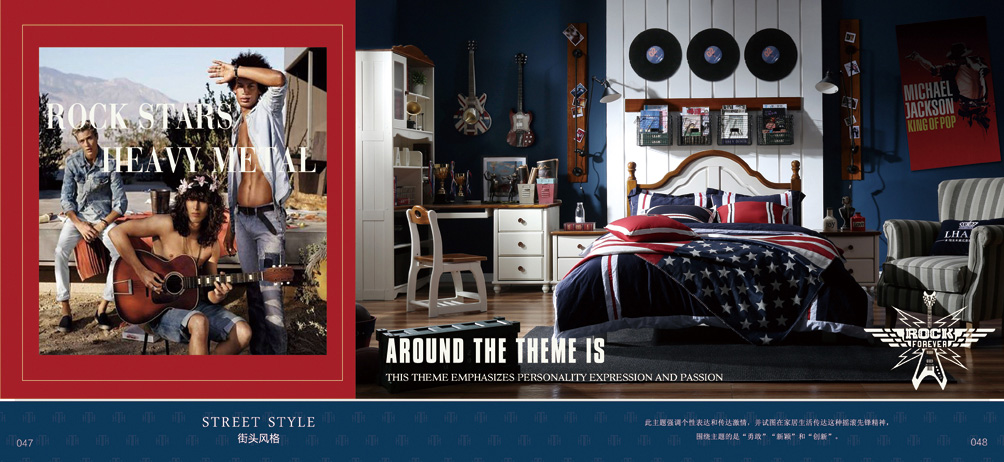 ROCK STARS
HEAVY METAL
MICHAEL
JACKSON
KING OF POP
LHA
ROCK
FOREVER
AROUND THE THEME IS
THIS THEME EMPHASIZES PERSONALITY EXPRESSION AND PASSION
STREET STYLE
街头风格
此主题强调个性表达和传达激情，并试图在家居生活传达这种摇滚先锋精神，
围绕主题的是“勇敢”“新颖”和“创新”。
047
048